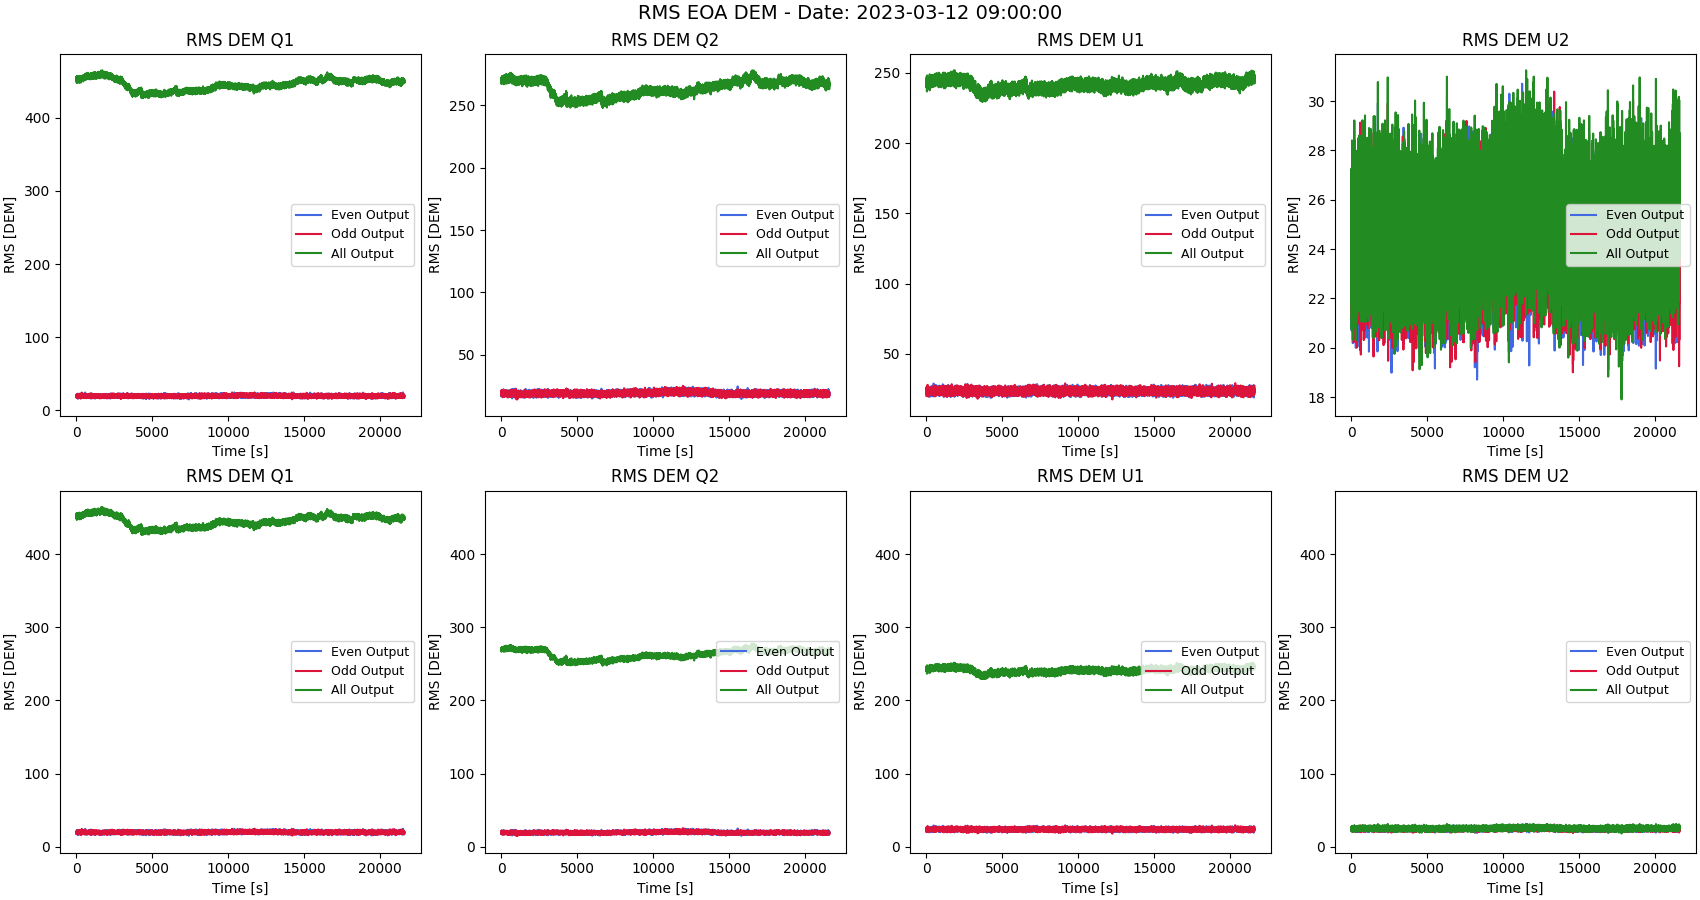 RMS EOA DEM - Date: 2023-03-12 09:00:00
RMS DEM Q1
RMS [DEM]
400
300
200
100
0
Even Output
Odd Output
All Output
0 5000 10000 15000 20000
Time [s]
RMS DEM Q2
RMS [DEM]
250
200
150
100
50
Even Output
Odd Output
All Output
0 5000 10000 15000 20000
Time [s]
RMS DEM U1
RMS [DEM]
250
200
150
100
50
Even Output
Odd Output
All Output
0 5000 10000 15000 20000
Time [s]
RMS DEM U2
RMS [DEM]
30
28
26
24
22
20
18
Even Output
Odd Output
All Output
0 5000 10000 15000 20000
Time [s]
RMS DEM Q1
RMS [DEM]
400
300
200
100
0
Even Output
Odd Output
All Output
0 5000 10000 15000 20000
Time [s]
RMS DEM Q2
RMS [DEM]
400
300
200
100
0
Even Output
Odd Output
All Output
0 5000 10000 15000 20000
Time [s]
RMS DEM U1
RMS [DEM]
400
300
200
100
0
Even Output
Odd Output
All Output
0 5000 10000 15000 20000
Time [s]
RMS DEM U2
RMS [DEM]
400
300
200
100
0
Even Output
Odd Output
All Output
0 5000 10000 15000 20000
Time [s]